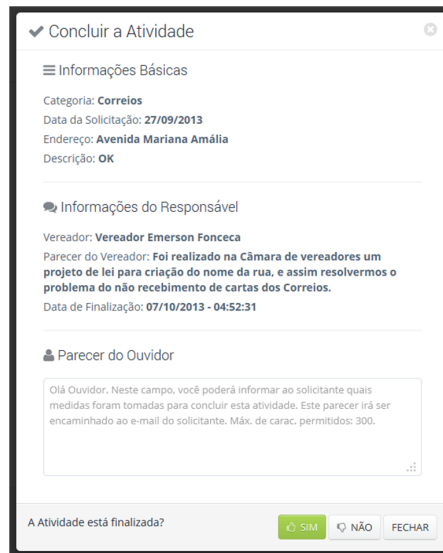 Concluir a Atividade
Informações Básicas
Categoria: Correios
Data da Solicitação: 27/09/2013
Endereço: Avenida Mariana Amália
Descrição: OK
Informações do Responsável
Vereador: Vereador Emerson Fonceca
Parecer do Vereador: Foi realizado na Câmara de vereadores um
projeto de lei para criação do nome da rua, e assim resolvermos o
problema do não recebimento de cartas dos Correios.
Data de Finalização: 07/10/2013 - 04:52:31
Parecer do Ouvidor
Olá Ouvidor. Neste campo, você poderá informar ao solicitante quais
medidas foram tomadas para concluir esta atividade. Este parecer irá ser
encaminhado ao e-mail do solicitante. Máx. de carac. permitidos: 300.
A Atividade está finalizada?
SIM
NÃO
FECHAR